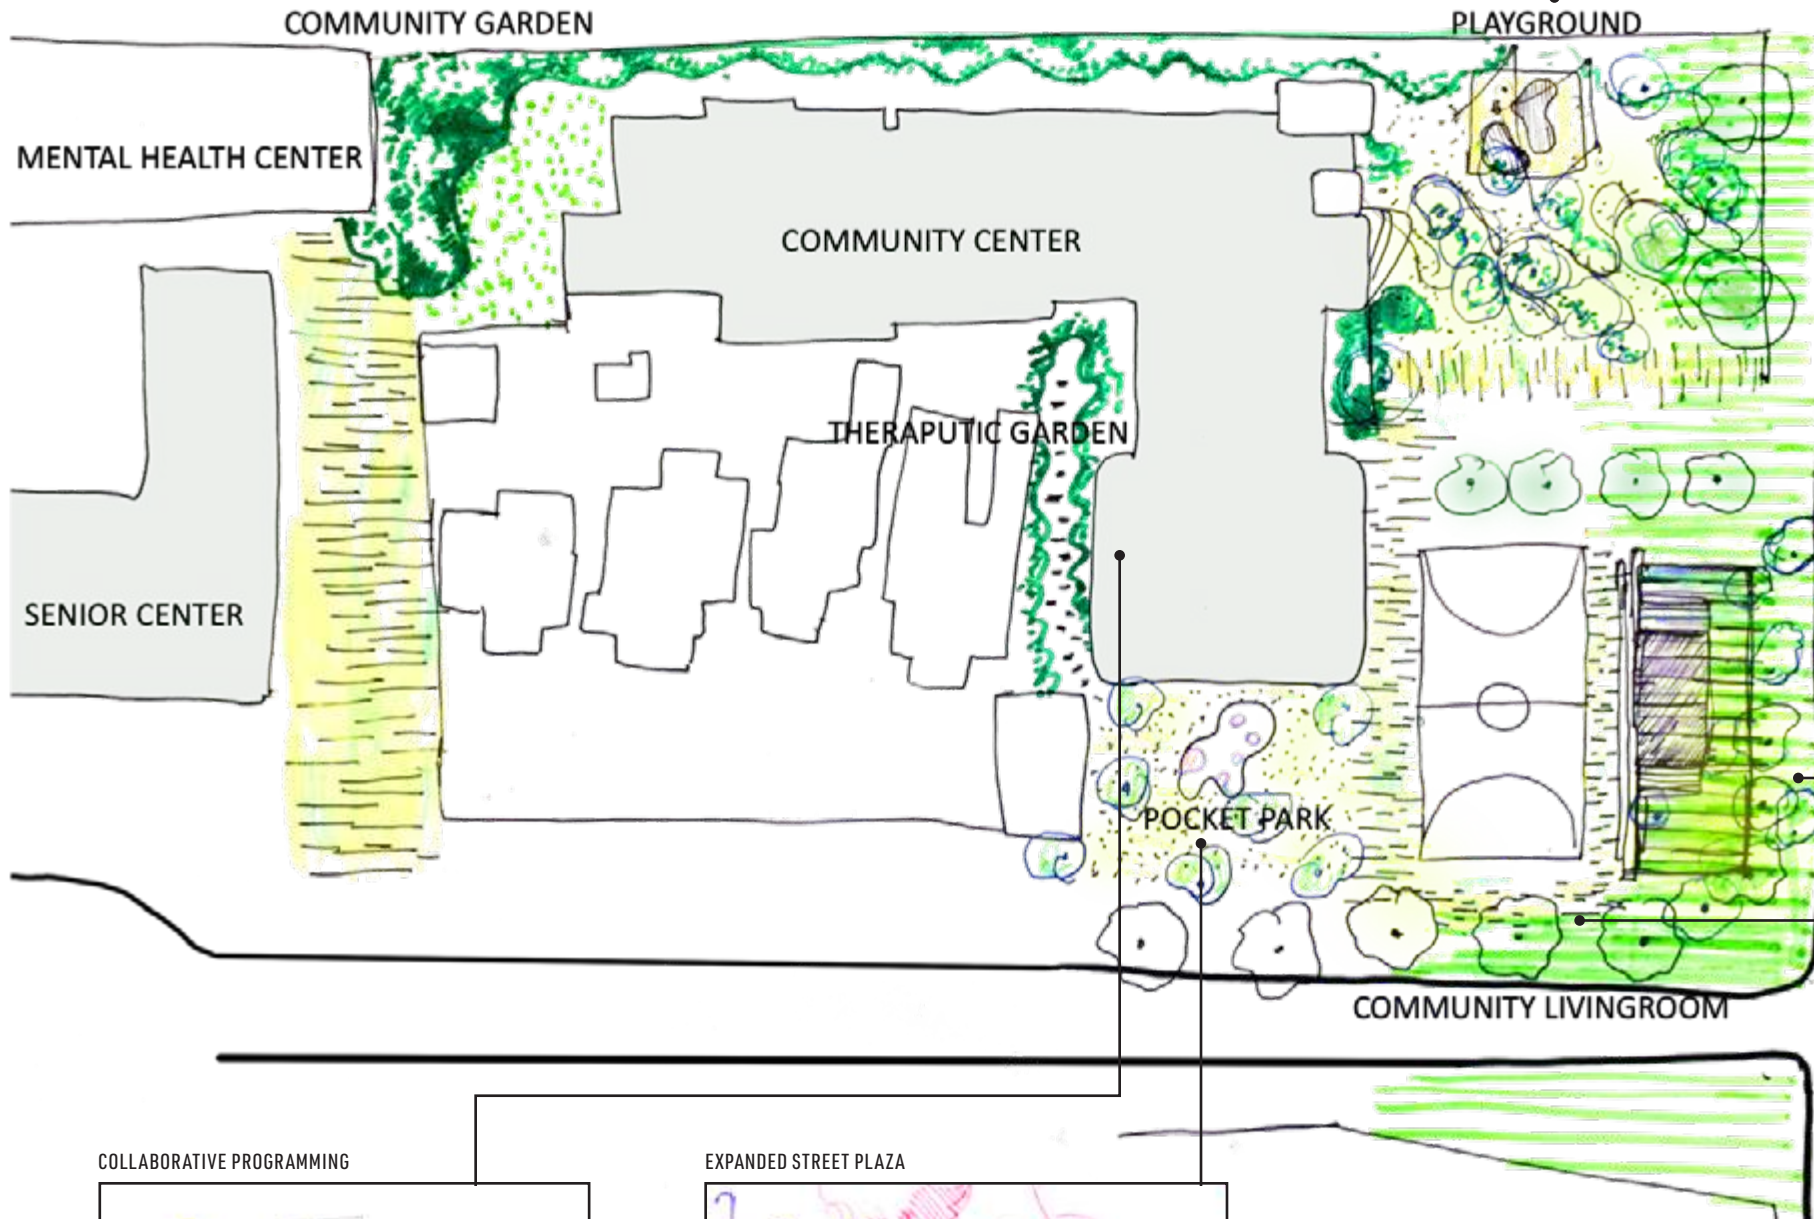 COMMUNITY GARDEN
PLAYGROUND
MENTAL HEALTH CENTER
COMMUNITY CENTER
THERAPUTIC GARDEN
SENIOR CENTER
POCKET PARK
COMMUNITY LIVINGROOM
COLLABORATIVE PROGRAMMING
EXPANDED STREET PLAZA